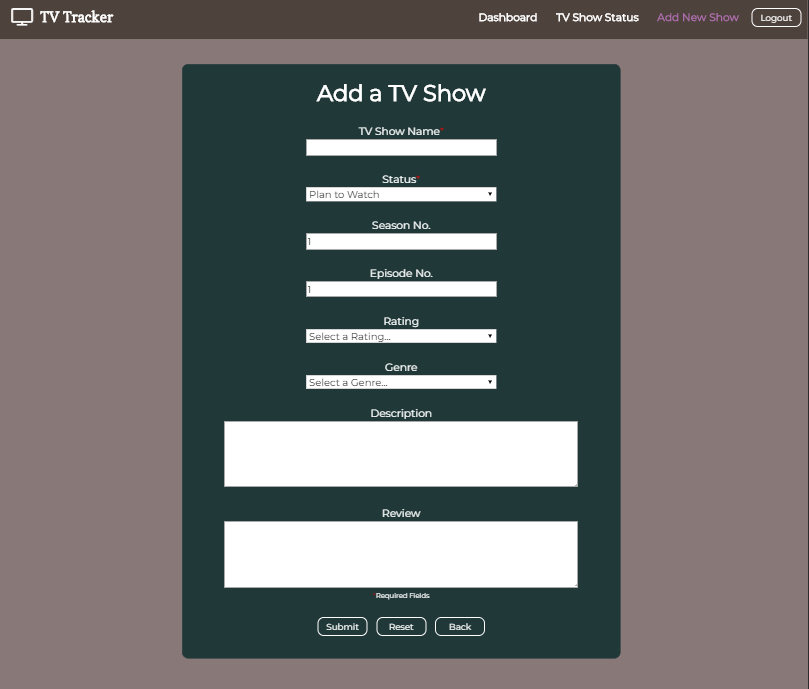 TV Tracker
Dashboard TV Show Status Add New Show Logout
Add a TV Show
TV Show Name*
Status*
Plan to Watch
Season No.
1
Episode No.
1
Rating
Select a Rating...
Genre
Select a Genre...
Description
Review
*Required Fields
Submit Reset Back